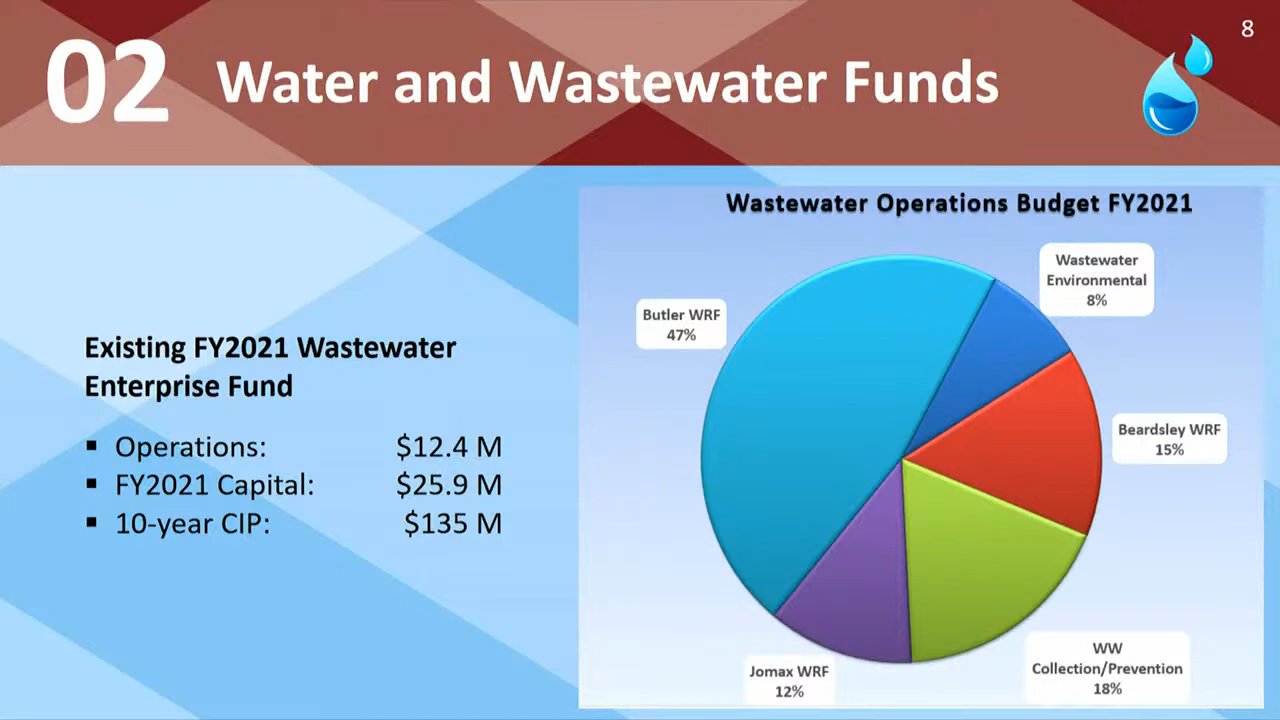 8
02 Water and Wastewater Funds
Existing FY2021 Wastewater
Enterprise Fund
▪ Operations: $12.4 M
▪ FY2021 Capital: $25.9 M
▪ 10-year CIP: $135 M
Wastewater Operations Budget FY2021
Wastewater
Environmental
8%
Butler WRF
47%
Beardsley WRF
15%
WW
Collection/Prevention
18%
Jomax WRF
12%